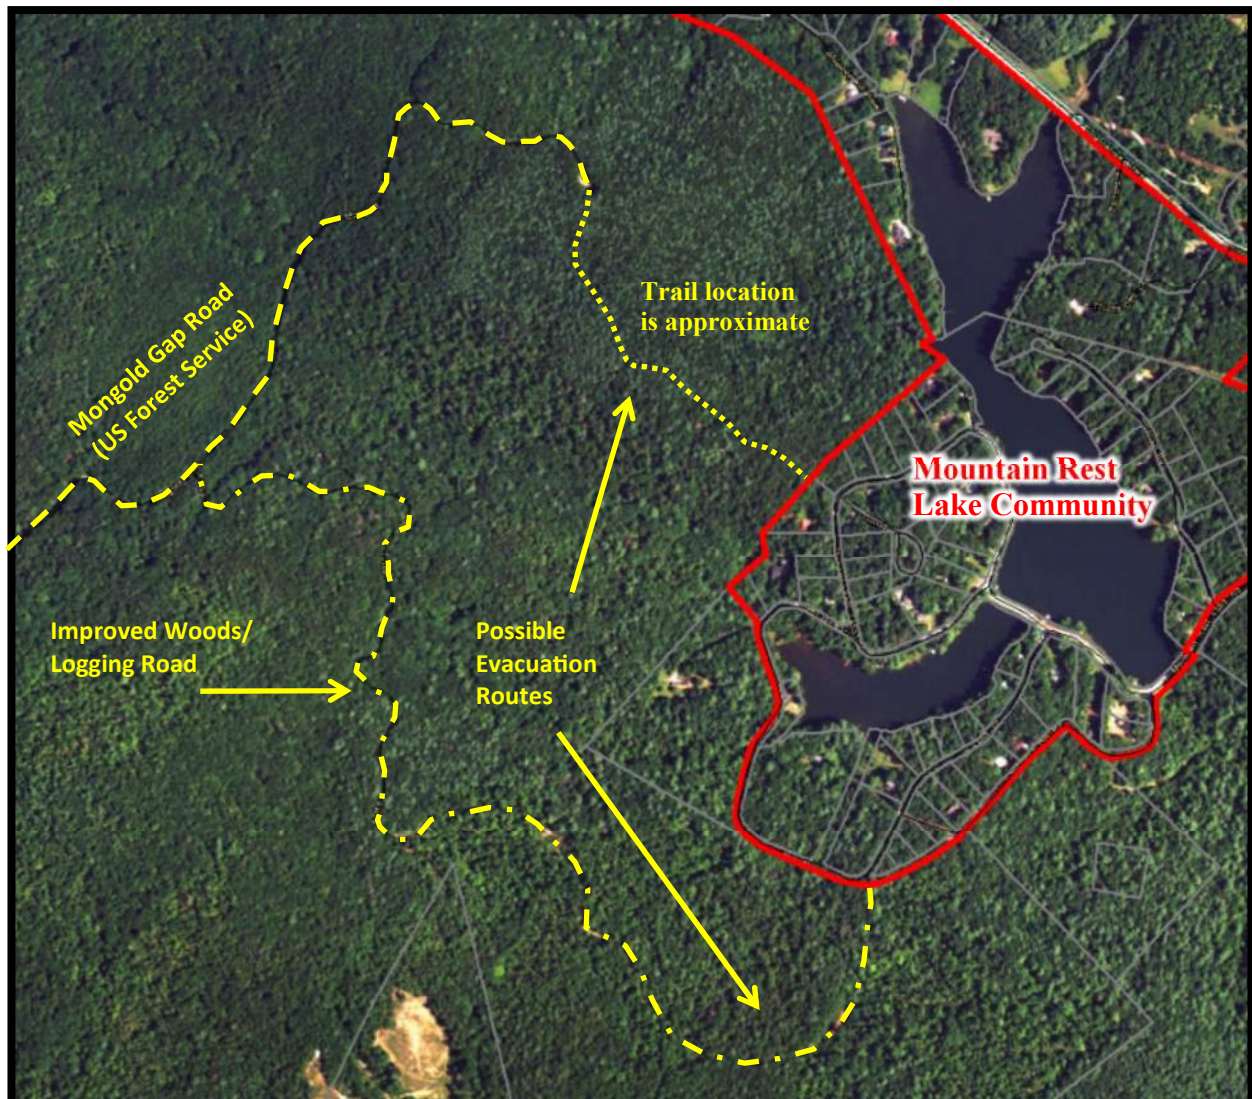 Trail location
is approximate
Mongold Gap Road
(US Forest Service)
Mountain Rest
Lake Community
Improved Woods/
Logging Road
Possible
Evacuation
Routes